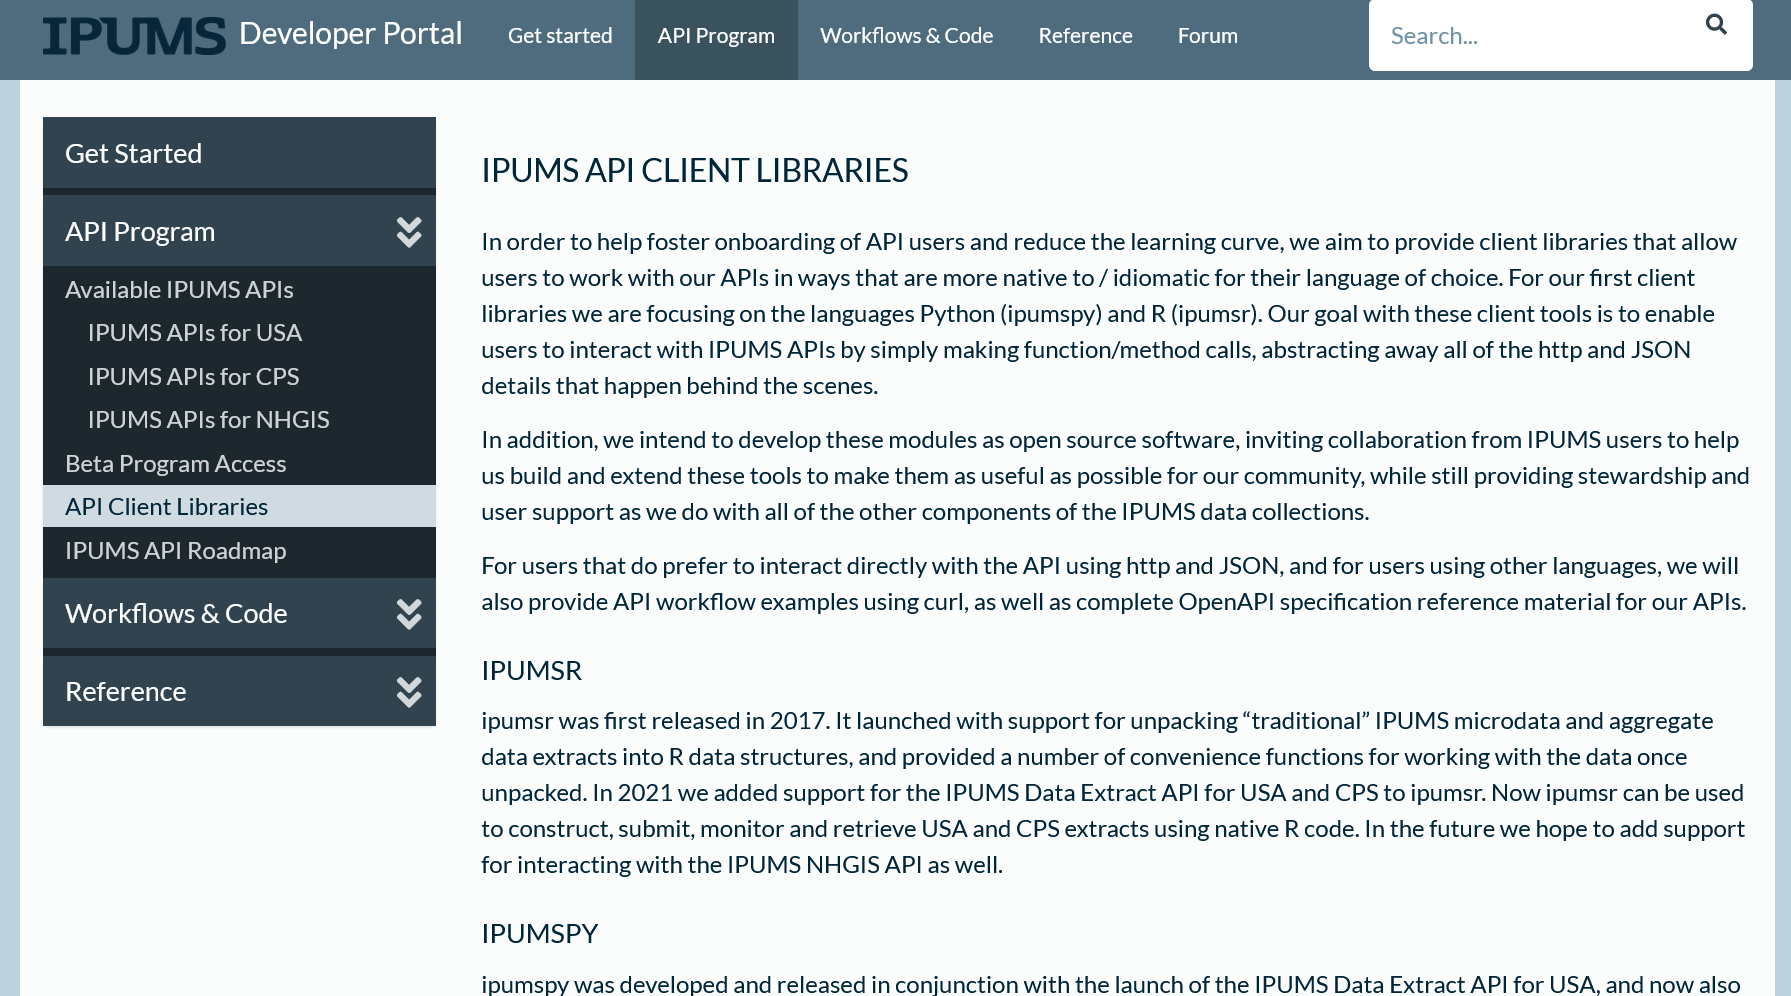 IPUMS Developer Portal
Get started
API Program
Workflows & Code
Reference
Forum
Search...
Get Started
API Program
Available IPUMS APIs
IPUMS APIs for USA
IPUMS APIs for CPS
IPUMS APIs for NHGIS
Beta Program Access
API Client Libraries
IPUMS API Roadmap
Workflows & Code
Reference
IPUMS API CLIENT LIBRARIES
In order to help foster onboarding of API users and reduce the learning curve, we aim to provide client libraries that allow
users to work with our APIs in ways that are more native to / idiomatic for their language of choice. For our first client
libraries we are focusing on the languages Python (ipumspy) and R (ipumsr). Our goal with these client tools is to enable
users to interact with IPUMS APIs by simply making function/method calls, abstracting away all of the http and JSON
details that happen behind the scenes.
In addition, we intend to develop these modules as open source software, inviting collaboration from IPUMS users to help
us build and extend these tools to make them as useful as possible for our community, while still providing stewardship and
user support as we do with all of the other components of the IPUMS data collections.
For users that do prefer to interact directly with the API using http and JSON, and for users using other languages, we will
also provide API workflow examples using curl, as well as complete OpenAPI specification reference material for our APIs.
IPUMSR
ipumsr was first released in 2017. It launched with support for unpacking “traditional” IPUMS microdata and aggregate
data extracts into R data structures, and provided a number of convenience functions for working with the data once
unpacked. In 2021 we added support for the IPUMS Data Extract API for USA and CPS to ipumsr. Now ipumsr can be used
to construct, submit, monitor and retrieve USA and CPS extracts using native R code. In the future we hope to add support
for interacting with the IPUMS NHGIS API as well.
IPUMSPY
ipumspy was developed and released in conjunction with the launch of the IPUMS Data Extract API for USA, and now also